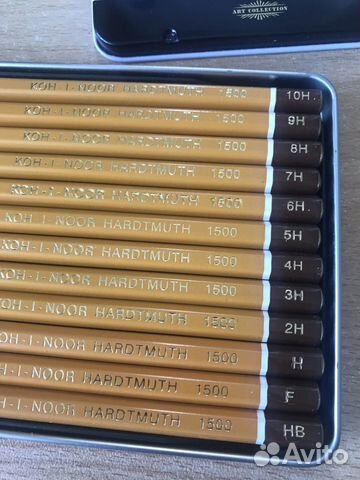 ART COLLECTION
KOH-I-NOOR HARDTMUTH 1500 10H.
KOH-I-NOOR HARDTMUTH 1500 9H
KOH-I-NOOR HARDTMUTH 1500 8H
KOH-I-NOOR HARDTMUTH 1500 7H
KOH-I-NOOR HARDTMUTH 1500 6H.
KOH-I-NOOR HARDTMUTH 1500 5H
KOH-I-NOOR HARDTMUTH 1500 4H
KOH-I-NOOR HARDTMUTH 1500 3H
KOH-I-NOOR HARDTMUTH 1500 2H
H-I-NOOR HARDTMUTH 1500 H
H-I-NOOR HARDTMUTH 1500 F
H-I-NOOR HARDTMUTH 1500 HB
Avito